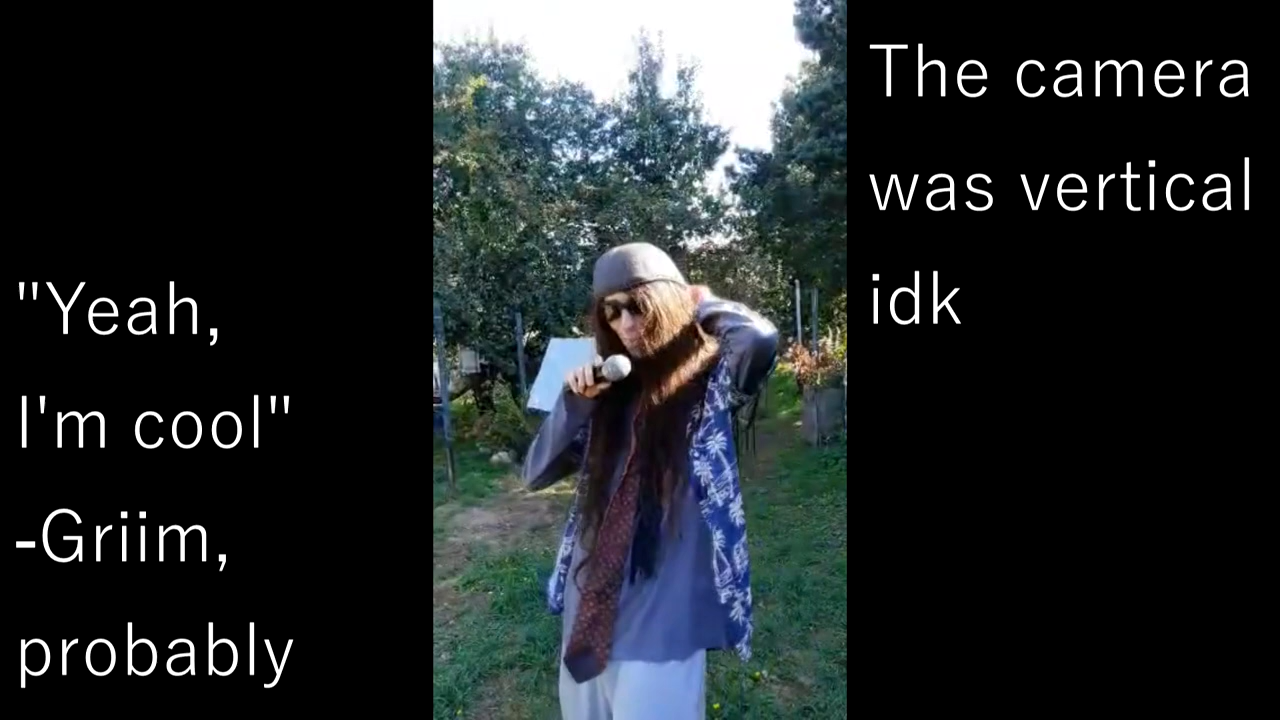 "Yeah,
I'm cool"
-Griim,
probably
The camera
was vertical
idk